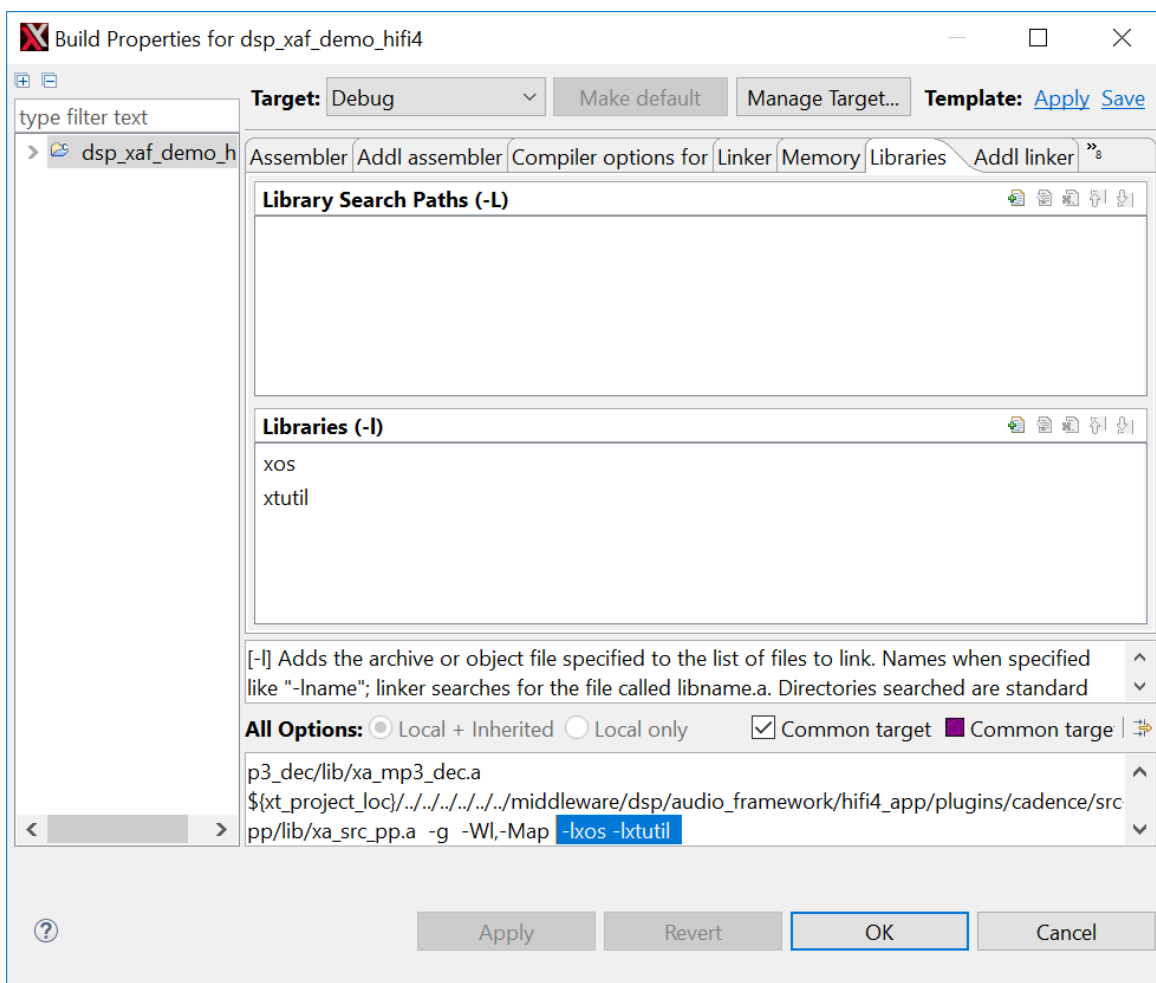 Build Properties for dsp_xaf_demo_hifi4
type filter text
dsp_xaf_demo_h
Target: Debug Make default Manage Target... Template: Apply Save
Assembler Addl assembler Compiler options for Linker Memory Libraries Addl linker »8
Library Search Paths (-L)
Libraries (-l)
xos
xtutil
[-l] Adds the archive or object file specified to the list of files to link. Names when specified
like "-lname"; linker searches for the file called libname.a. Directories searched are standard
All Options: Local + Inherited Local only Common target Common targe
p3_dec/lib/xa_mp3_dec.a
${xt_project_loc}/../../../../../../middleware/dsp/audio_framework/hifi4_app/plugins/cadence/src-
pp/lib/xa_src_pp.a -g -Wl,-Map -lxos -lxtutil
? Apply Revert OK Cancel